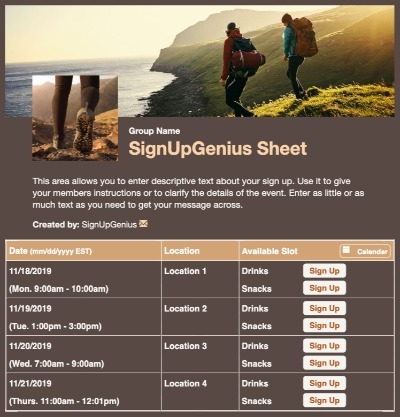 Group Name
SignUpGenius Sheet
This area allows you to enter descriptive text about your sign up. Use it to give
your members instructions or to clarify the details of the event. Enter as little or as
much text as you need to get your message across.
Created by: SignUpGenius
Date (mm/dd/yyyy EST) Location Available Slot Calendar
11/18/2019 Location 1 Drinks Sign Up
(Mon. 9:00am - 10:00am) Snacks Sign Up
11/19/2019 Location 2 Drinks Sign Up
(Tue. 1:00pm - 3:00pm) Snacks Sign Up
11/20/2019 Location 3 Drinks Sign Up
(Wed. 7:00am - 9:00am) Snacks Sign Up
11/21/2019 Location 4 Drinks Sign Up
(Thurs. 11:00am - 12:01pm) Snacks Sign Up